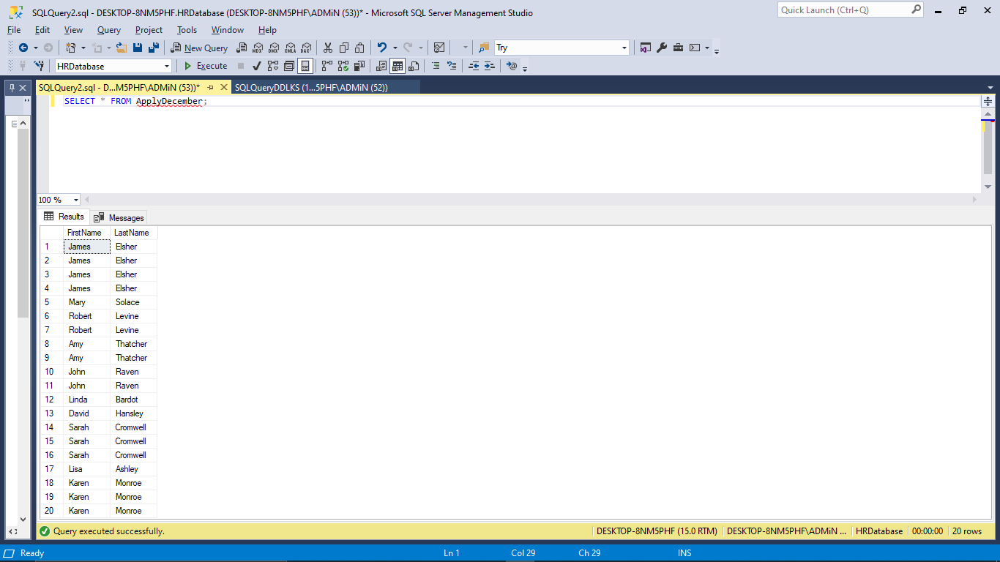 SQLQuery2.sql - DESKTOP-8NM5PHF.HRDatabase (DESKTOP-8NM5PHF\ADMiN (53))* - Microsoft SQL Server Management Studio
Quick Launch (Ctrl+Q)
File Edit View Query Project Tools Window Help
New Query MDX DMX XMLA DAX Try
HRDatabase Execute
SQLQuery2.sql - D...M5PHF\ADMiN (53))* SQLQueryDDLKS (1...5PHF\ADMiN (52))
SELECT * FROM ApplyDecember;
100 %
Results Messages
FirstName LastName
1 James Elsher
2 James Elsher
3 James Elsher
4 James Elsher
5 Mary Solace
6 Robert Levine
7 Robert Levine
8 Amy Thatcher
9 Amy Thatcher
10 John Raven
11 John Raven
12 Linda Bardot
13 David Hansley
14 Sarah Cromwell
15 Sarah Cromwell
16 Sarah Cromwell
17 Lisa Ashley
18 Karen Monroe
19 Karen Monroe
20 Karen Monroe
Query executed successfully. DESKTOP-8NM5PHF (15.0 RTM) DESKTOP-8NM5PHF\ADMiN ... HRDatabase 00:00:00 20 rows
Ready Ln 1 Col 29 Ch 29 INS